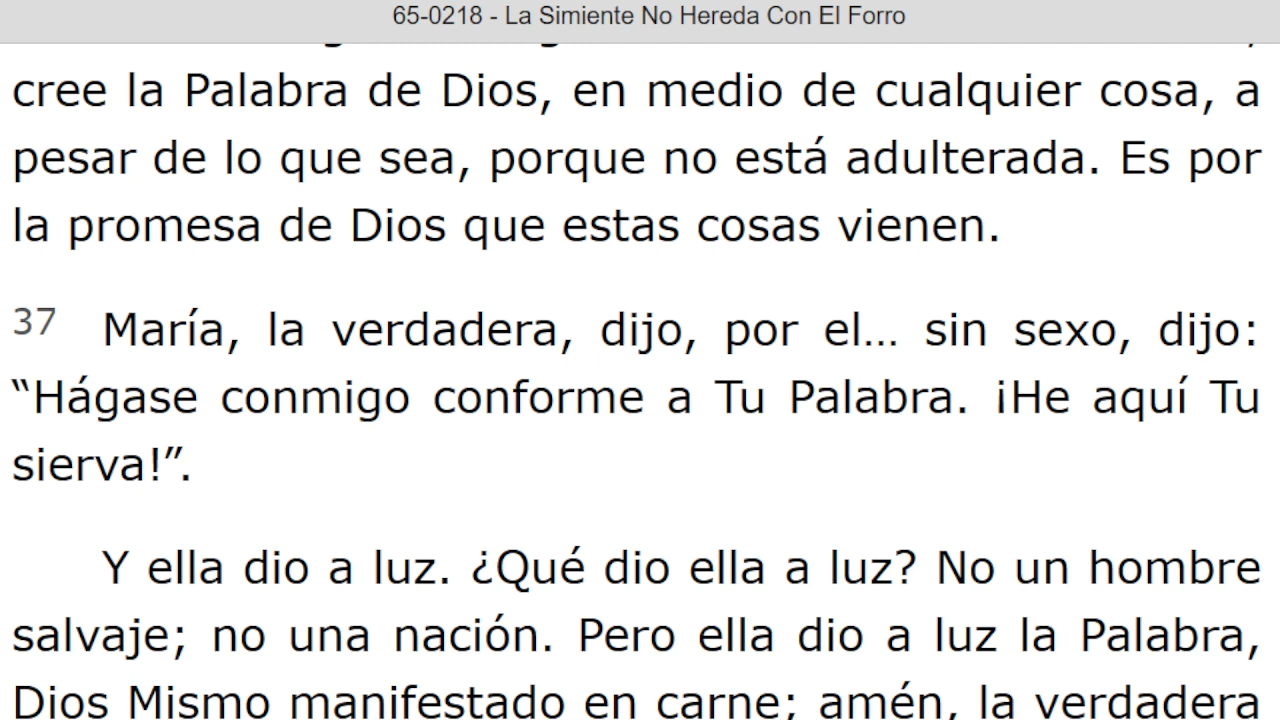 65-0218 - La Simiente No Hereda Con El Forro
cree la Palabra de Dios, en medio de cualquier cosa, a
pesar de lo que sea, porque no está adulterada. Es por
la promesa de Dios que estas cosas vienen.
37 María, la verdadera, dijo, por el... sin sexo, dijo:
“Hágase conmigo conforme a Tu Palabra. ¡He aquí Tu
sierva!”.
Y ella dio a luz. ¿Qué dio ella a luz? No un hombre
salvaje; no una nación. Pero ella dio a luz la Palabra,
Dios Mismo manifestado en carne; amén, la verdadera